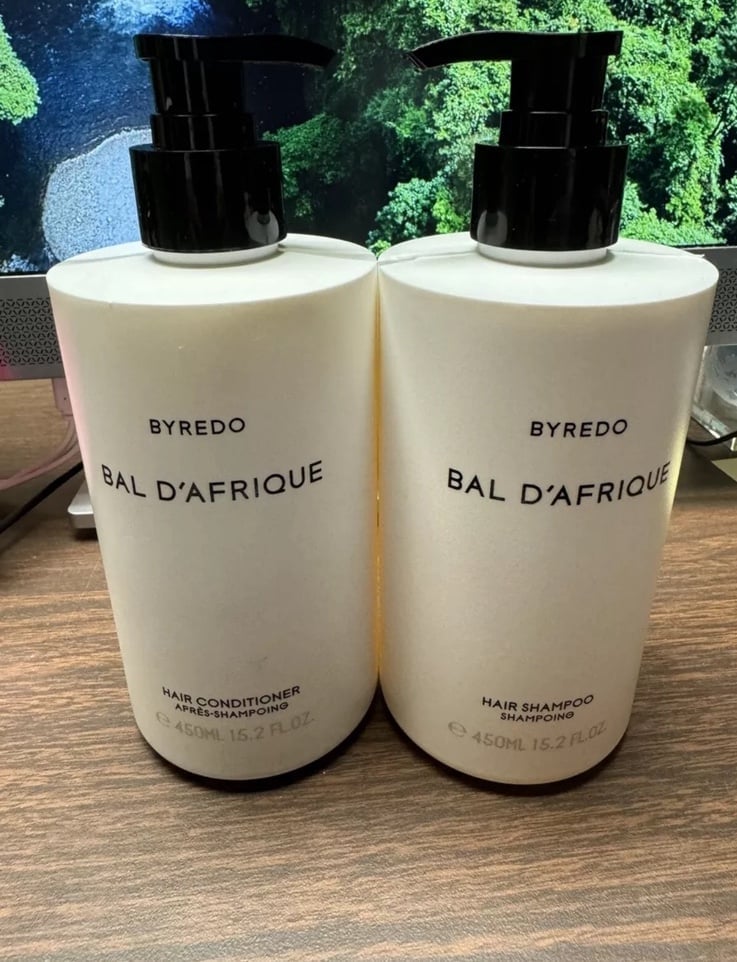 BYREDO
BAL D'AFRIQUE
HAIR CONDITIONER
APRÈS-SHAMPOING
℮ 450ML 15.2 FL.OZ.
BYREDO
BAL D'AFRIQUE
HAIR SHAMPOO
SHAMPOING
℮ 450ML 15.2 FL.OZ.